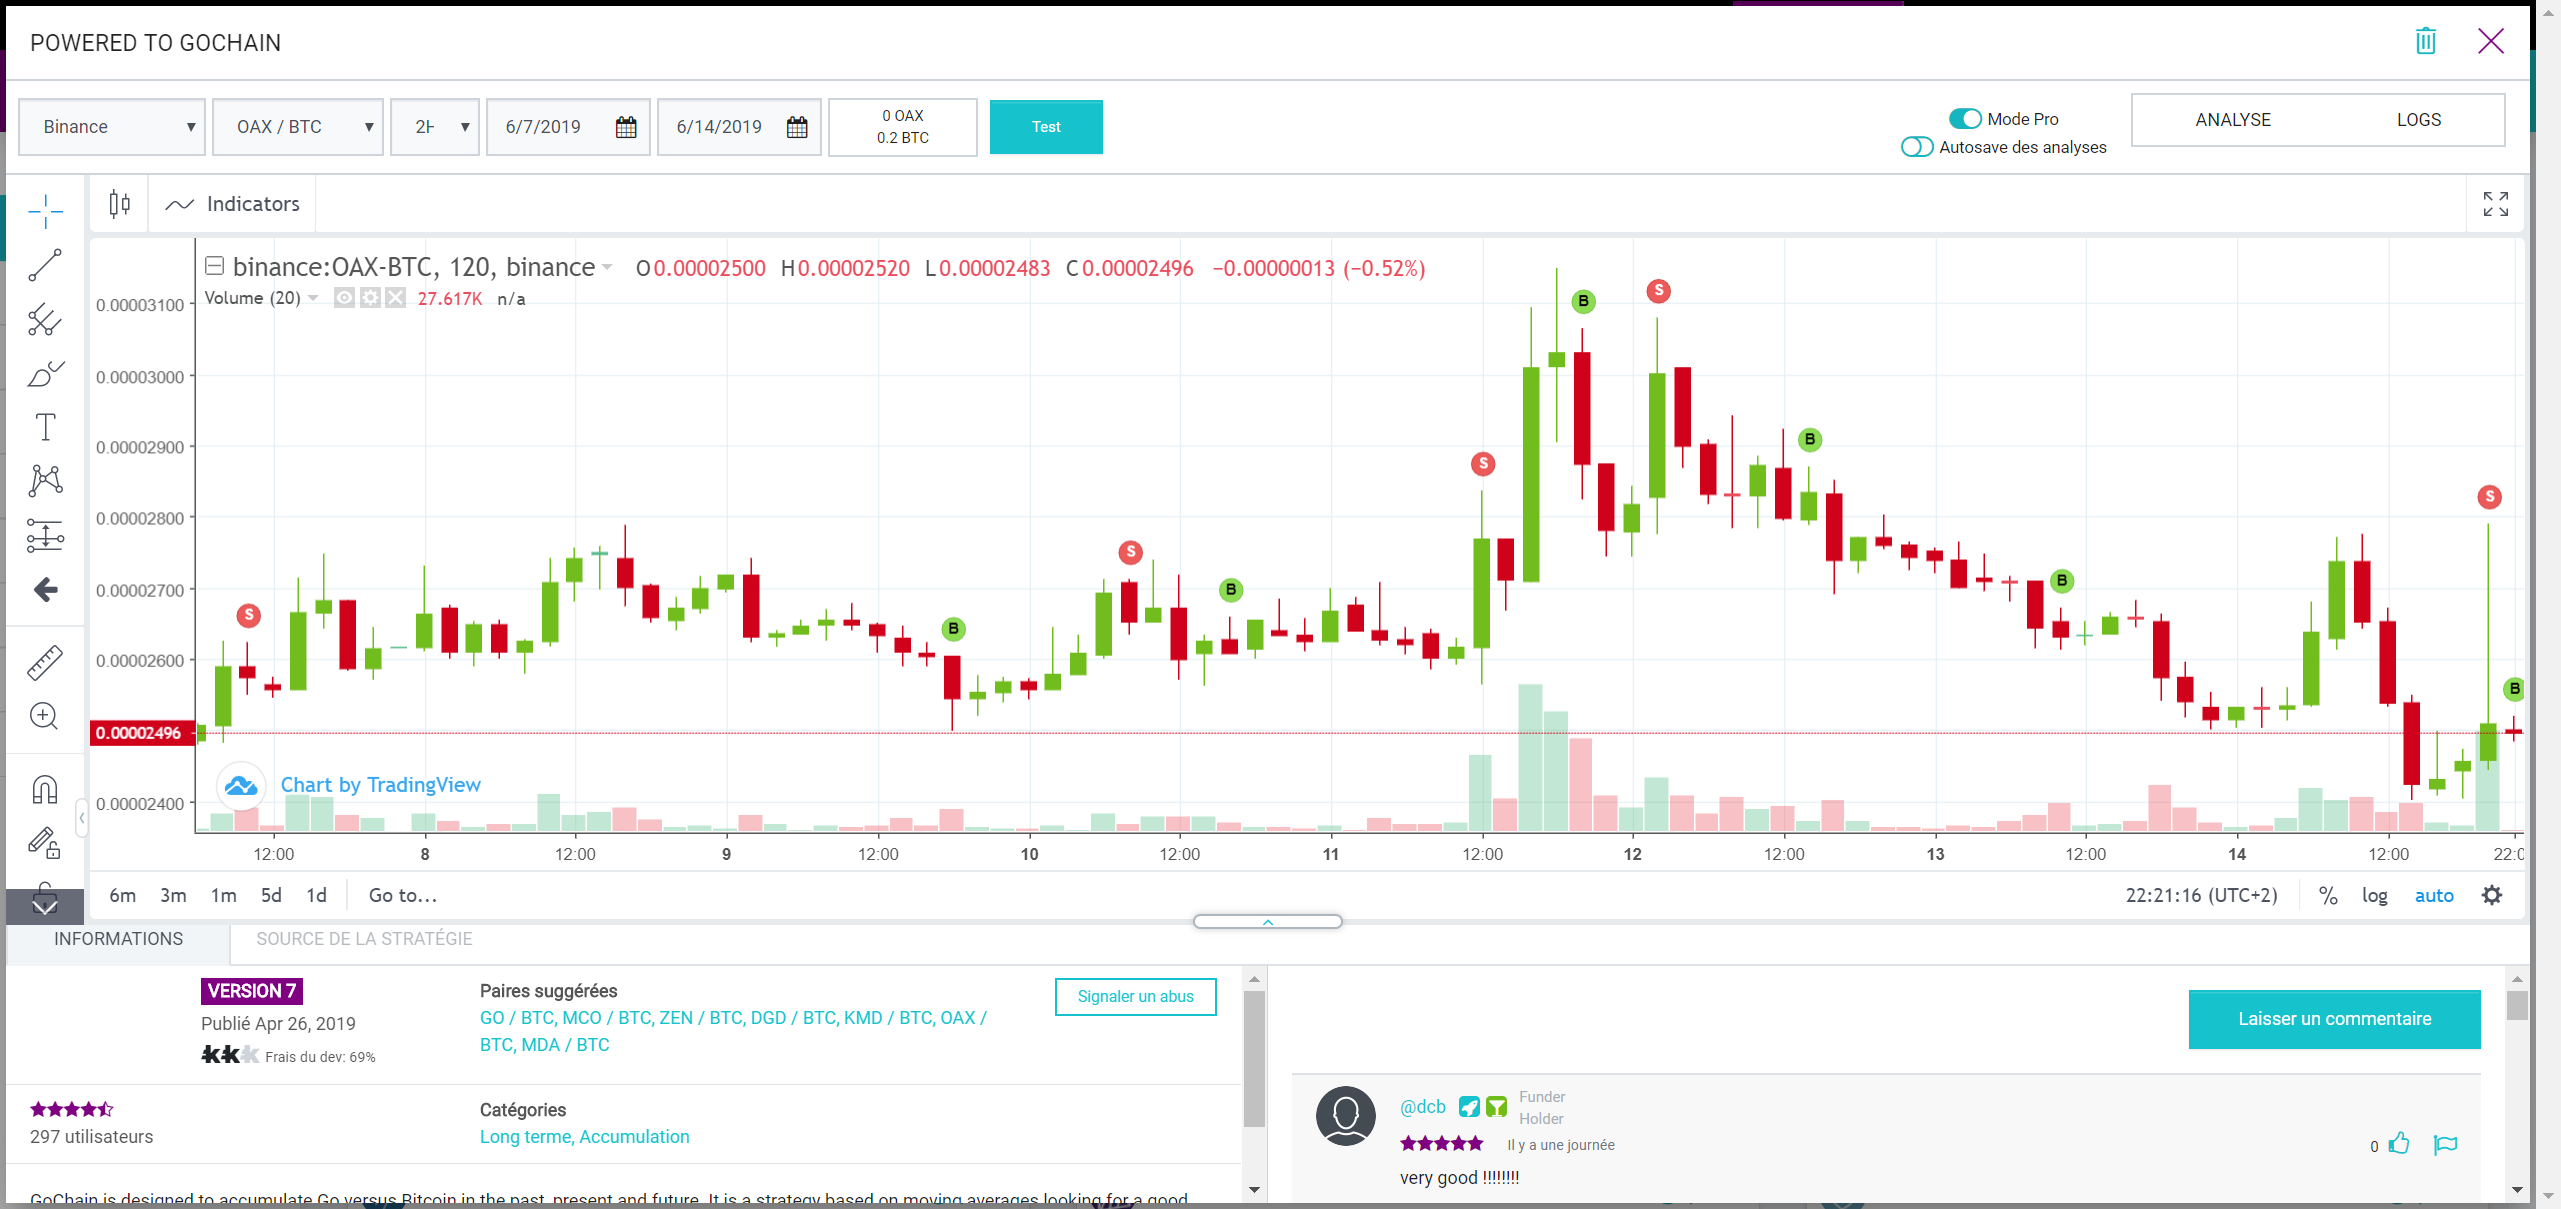 POWERED TO GOCHAIN
Binance
OAX / BTC
6/7/2019
6/14/2019
0 OAX
0.2 BTC
Test
Mode Pro
Autosave des analyses
ANALYSE
LOGS
Indicators
binance:OAX-BTC, 120, binance O0.00002500 H0.00002520 L0.00002483 C0.00002496 −0.00000013 (−0.52%)
Volume (20) 27.617K n/a
0.00003100
0.00003000
0.00002900
0.00002800
0.00002700
0.00002600
0.00002496
0.00002400
S
B
S
B
S
B
S
B
B
S
B
Chart by TradingView
12:00 8 12:00 9 12:00 10 12:00 11 12:00 12 12:00 13 12:00 14 12:00
6m 3m 1m 5d 1d Go to...
22:21:16 (UTC+2) % log auto
INFORMATIONS
SOURCE DE LA STRATÉGIE
VERSION 7
Publié Apr 26, 2019
Frais du dev: 69%
Paires suggérées
GO / BTC, MCO / BTC, ZEN / BTC, DGD / BTC, KMD / BTC, OAX /
BTC, MDA / BTC
Signaler un abus
297 utilisateurs
Catégories
Long terme, Accumulation
GoChain is designed to accumulate Go versus Bitcoin in the past, present and future. It is a strategy based on moving averages looking for a good
Laisser un commentaire
@dcb
Funder
Holder
Il y a une journée
0
very good !!!!!!!!